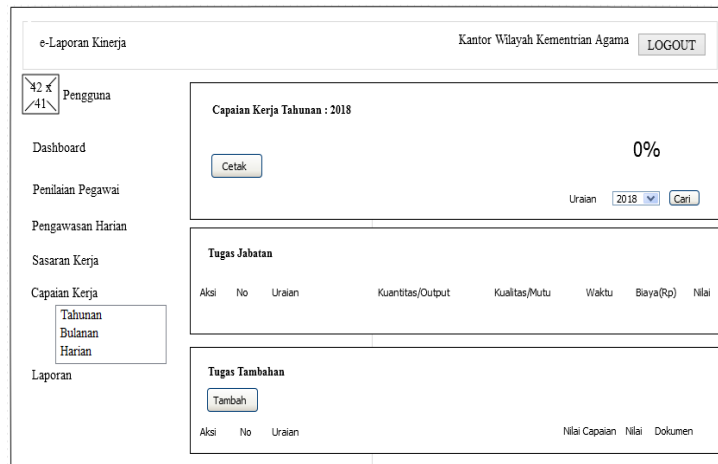 e-Laporan Kinerja
Kantor Wilayah Kementrian Agama
LOGOUT
42 x
41
Pengguna
Dashboard
Penilaian Pegawai
Pengawasan Harian
Sasaran Kerja
Capaian Kerja
Tahunan
Bulanan
Harian
Laporan
Capaian Kerja Tahunan : 2018
0%
Cetak
Uraian 2018 Cari
Tugas Jabatan
Aksi No Uraian Kuantitas/Output Kualitas/Mutu Waktu Biaya(Rp) Nilai
Tugas Tambahan
Tambah
Aksi No Uraian Nilai Capaian Nilai Dokumen